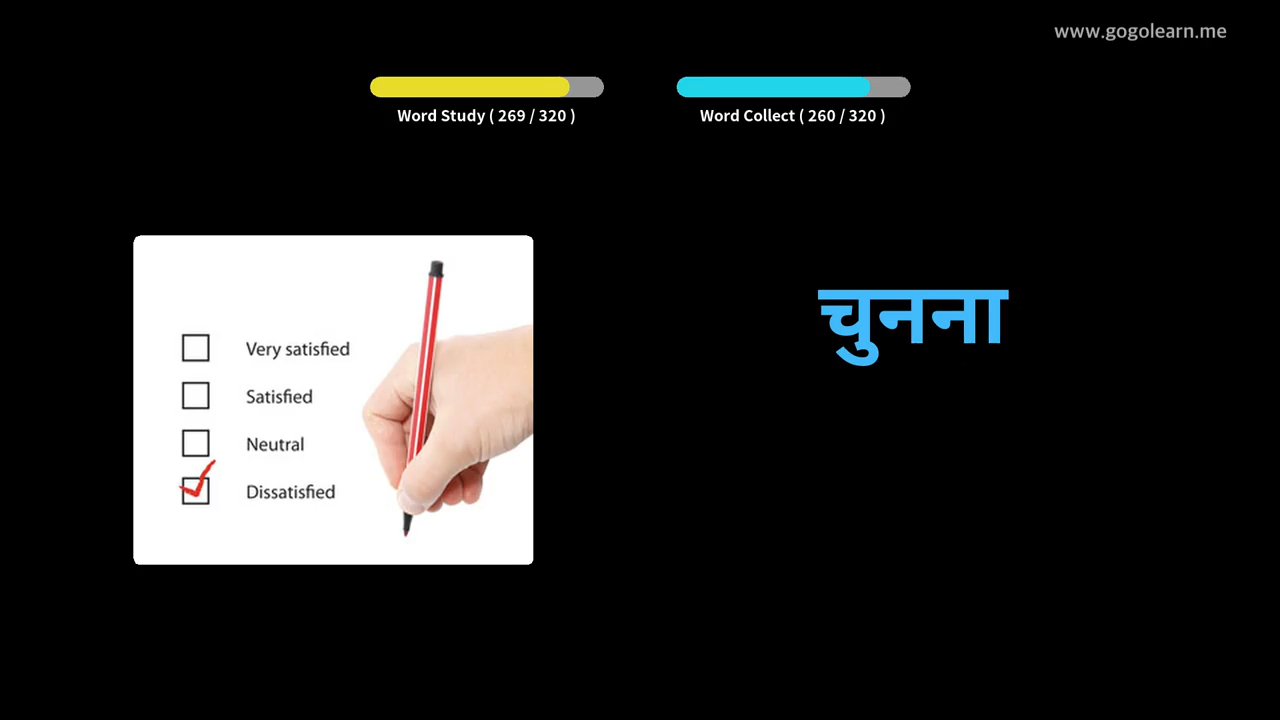 www.gogolearn.me
Word Study ( 269 / 320 )
Word Collect ( 260 / 320 )
Very satisfied
Satisfied
Neutral
Dissatisfied
चुनना